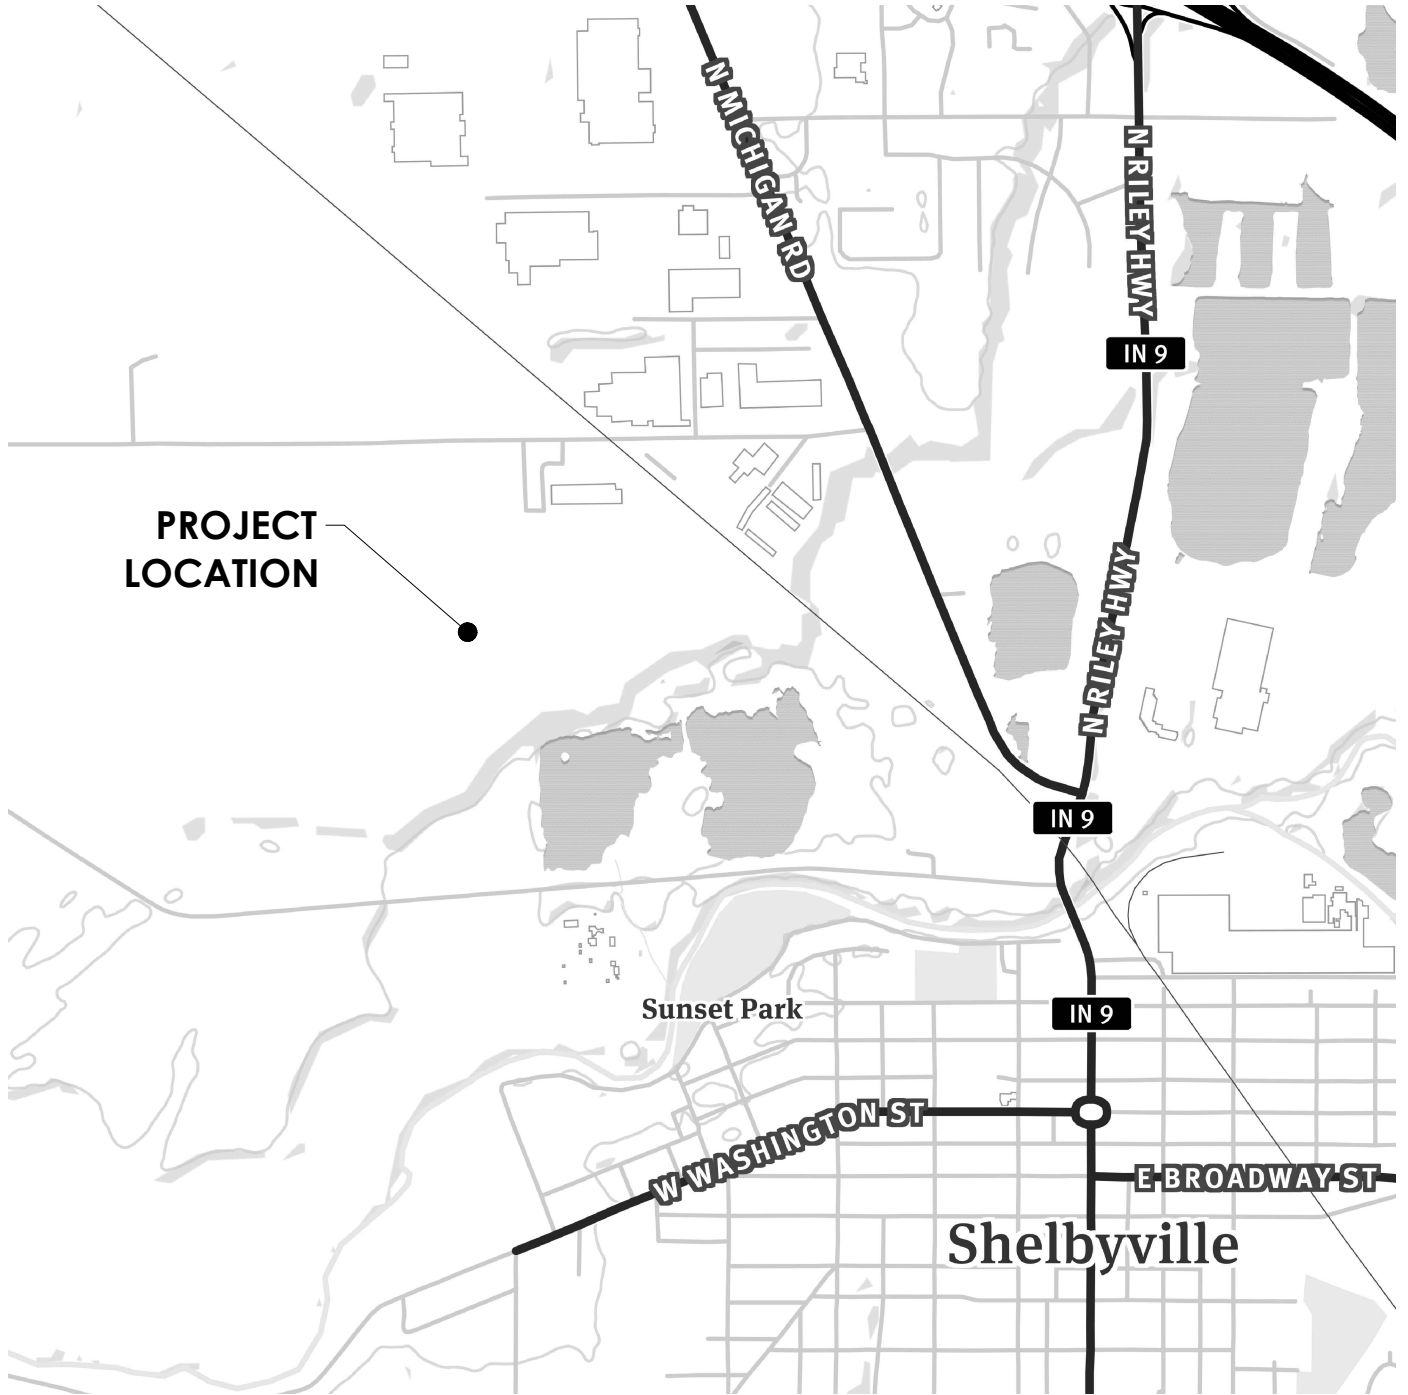 N MICHIGAN RD
N RILEY HWY
IN 9
PROJECT
LOCATION
N RILEY HWY
IN 9
Sunset Park
IN 9
W WASHINGTON ST
E BROADWAY ST
Shelbyville